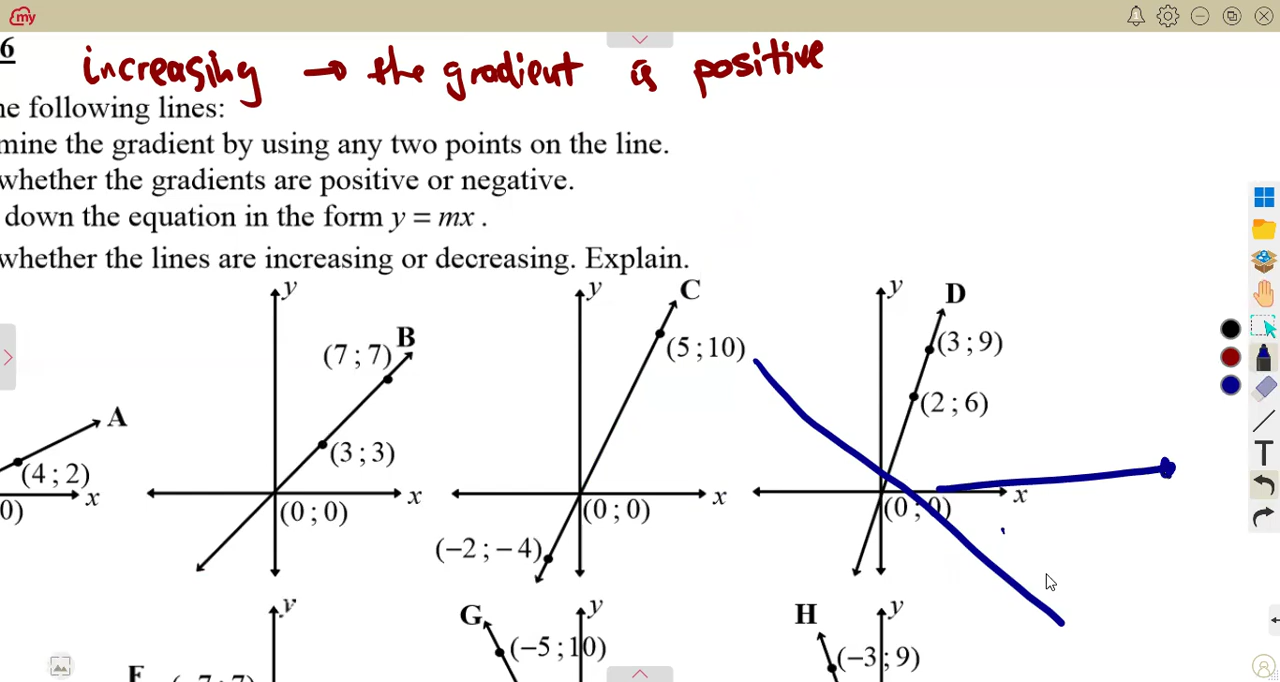 my
6
increasing → the gradient is positive
ne following lines:
mine the gradient by using any two points on the line.
whether the gradients are positive or negative.
down the equation in the form y = mx .
whether the lines are increasing or decreasing. Explain.
A
(4 ; 2)
x
0)
y
B
(7 ; 7)
(3 ; 3)
x
(0 ; 0)
y
C
(5 ; 10)
x
(0 ; 0)
(−2 ; −4)
y
D
(3 ; 9)
(2 ; 6)
x
(0 ; 0)
y
G
y
(−5 ; 10)
H
y
(−3 ; 9)
T